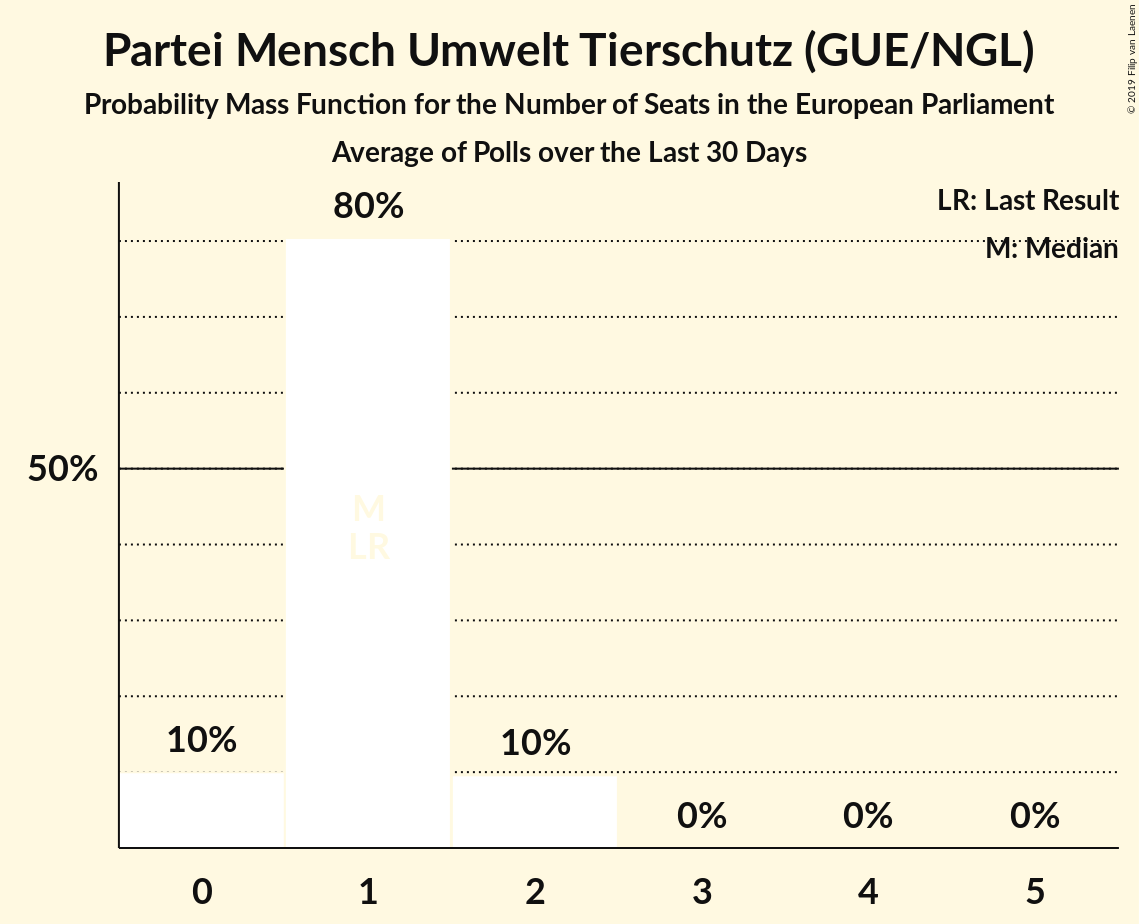 Partei Mensch Umwelt Tierschutz (GUE/NGL)
Probability Mass Function for the Number of Seats in the European Parliament
Average of Polls over the Last 30 Days
© 2019 Filip van Laenen
LR: Last Result
M: Median
80%
50%
M
LR
10%
10%
0%
0%
0%
0
1
2
3
4
5